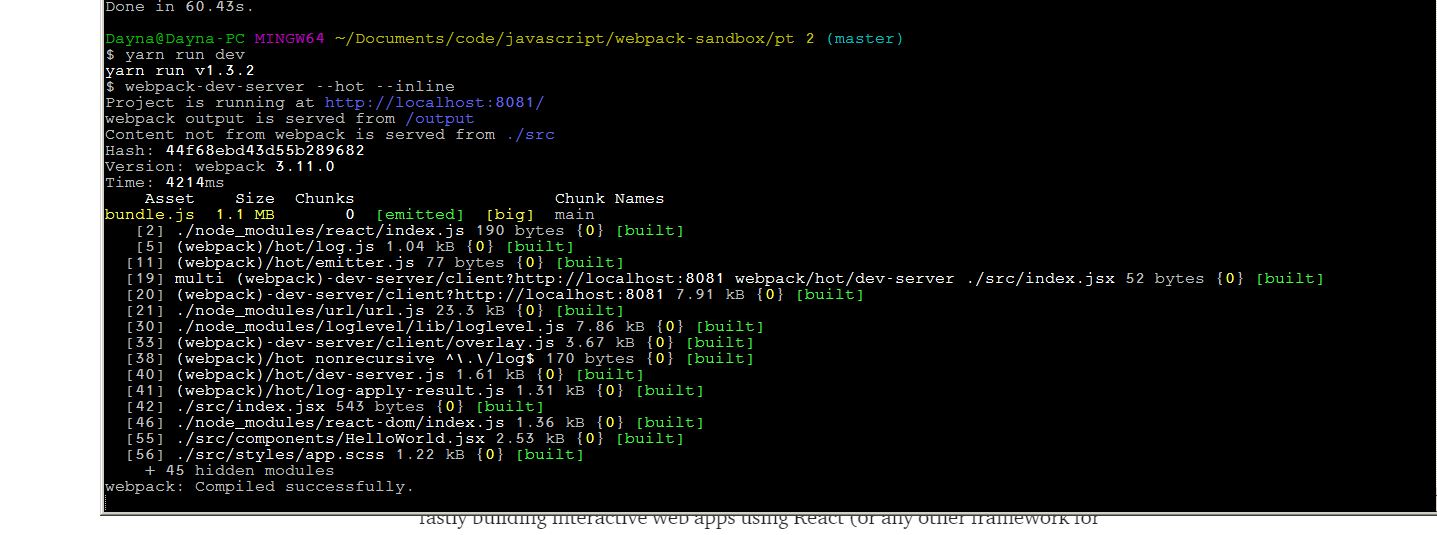 Done in 60.43s.
Dayna@Dayna-PC MINGW64 ~/Documents/code/javascript/webpack-sandbox/pt 2 (master)
$ yarn run dev
yarn run v1.3.2
$ webpack-dev-server --hot --inline
Project is running at http://localhost:8081/
webpack output is served from /output
Content not from webpack is served from ./src
Hash: 44f68ebd43d55b289682
Version: webpack 3.11.0
Time: 4214ms
Asset Size Chunks Chunk Names
bundle.js 1.1 MB 0 [emitted] [big] main
[2] ./node_modules/react/index.js 190 bytes {0} [built]
[5] (webpack)/hot/log.js 1.04 kB {0} [built]
[11] (webpack)/hot/emitter.js 77 bytes {0} [built]
[19] multi (webpack)-dev-server/client?http://localhost:8081 webpack/hot/dev-server ./src/index.jsx 52 bytes {0} [built]
[20] (webpack)-dev-server/client?http://localhost:8081 7.91 kB {0} [built]
[21] ./node_modules/url/url.js 23.3 kB {0} [built]
[30] ./node_modules/loglevel/lib/loglevel.js 7.86 kB {0} [built]
[33] (webpack)-dev-server/client/overlay.js 3.67 kB {0} [built]
[38] (webpack)/hot nonrecursive ^\.\/log$ 170 bytes {0} [built]
[40] (webpack)/hot/dev-server.js 1.61 kB {0} [built]
[41] (webpack)/hot/log-apply-result.js 1.31 kB {0} [built]
[42] ./src/index.jsx 543 bytes {0} [built]
[46] ./node_modules/react-dom/index.js 1.36 kB {0} [built]
[55] ./src/components/HelloWorld.jsx 2.53 kB {0} [built]
[56] ./src/styles/app.scss 1.22 kB {0} [built]
+ 45 hidden modules
webpack: Compiled successfully.
fastly building interactive web apps using React (or any other framework for